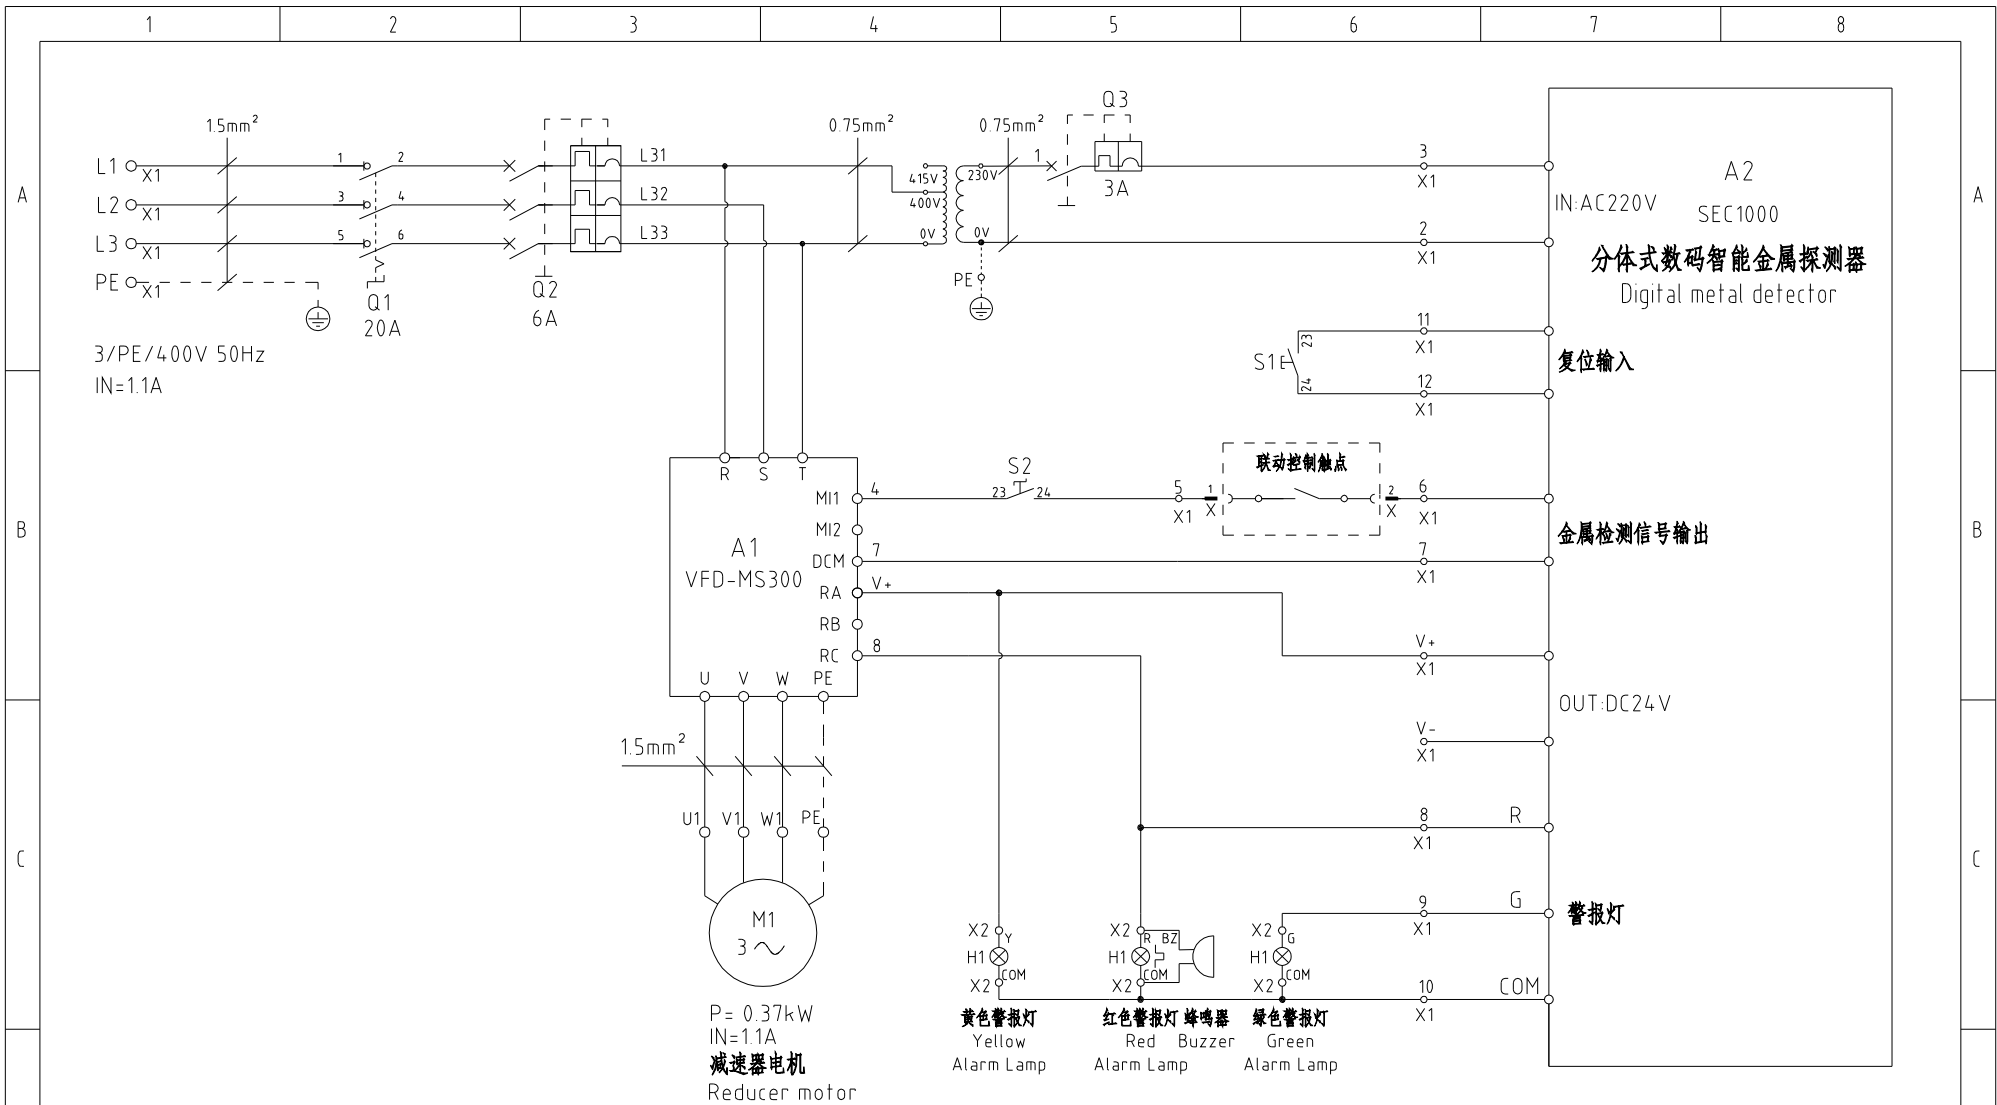 1 2 3 4 5 6 7 8
A A
B B
C C
1.5mm²
L1 X1
L2 X1
L3 X1
PE X1
3/PE/400V 50Hz
IN=1.1A
1 2
3 4
5 6
Q1
20A
Q2
6A
L31
L32
L33
0.75mm²
415V
400V
0V
0.75mm²
230V
0V
PE
1
Q3
3A
3
X1
2
X1
IN:AC220V
A2
SEC1000
分体式数码智能金属探测器
Digital metal detector
S1
23
24
11
X1
12
X1
复位输入
R S T
A1
VFD-MS300
MI1
MI2
DCM
RA
RB
RC
U V W PE
4
7
V+
8
S2
23 24
5
X1
1
X
联动控制触点
2
X
6
X1
7
X1
金属检测信号输出
V+
X1
OUT:DC24V
V-
X1
8
X1
R
9
X1
G
警报灯
10
X1
COM
1.5mm²
U1 V1 W1 PE
M1
3
P= 0.37kW
IN=1.1A
减速器电机
Reducer motor
X2 Y
H1
X2 COM
黄色警报灯
Yellow
Alarm Lamp
X2 R BZ
H1
X2 COM
红色警报灯 蜂鸣器
Red Buzzer
Alarm Lamp
X2 G
H1
X2 COM
绿色警报灯
Green
Alarm Lamp